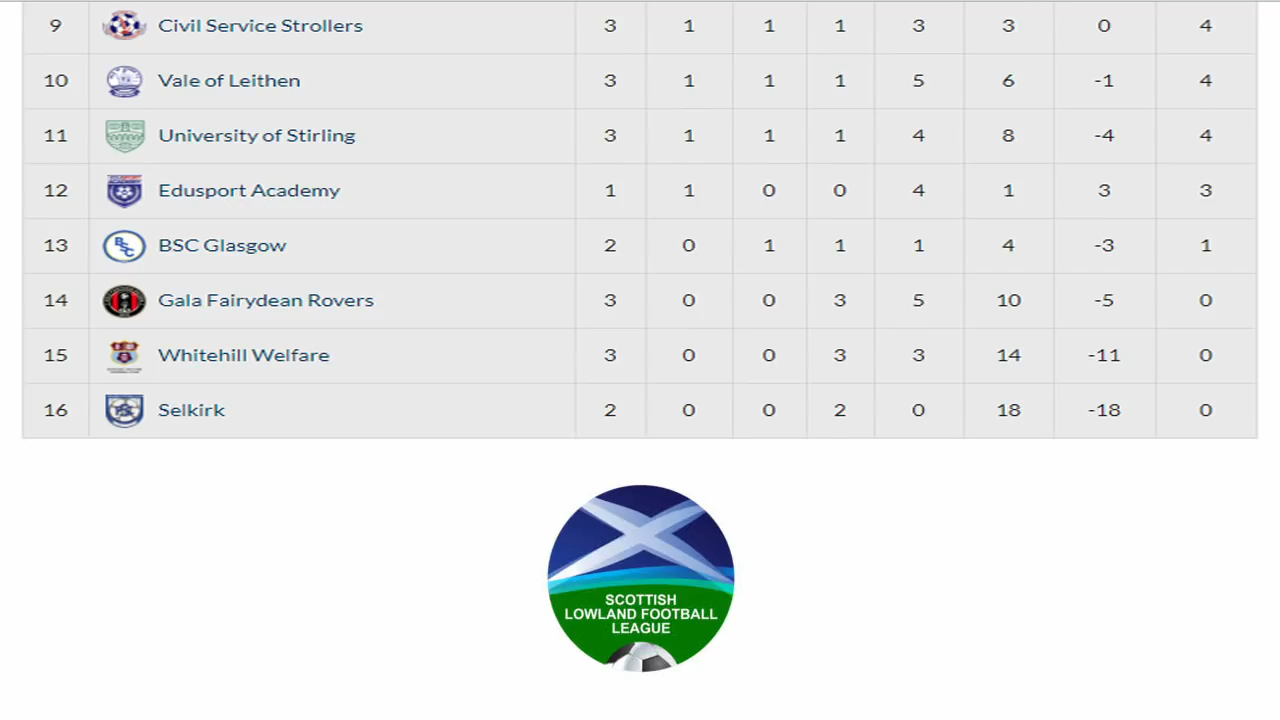 9 Civil Service Strollers 3 1 1 1 3 3 0 4
10 Vale of Leithen 3 1 1 1 5 6 -1 4
11 University of Stirling 3 1 1 1 4 8 -4 4
12 Edusport Academy 1 1 0 0 4 1 3 3
13 BSC Glasgow 2 0 1 1 1 4 -3 1
14 Gala Fairydean Rovers 3 0 0 3 5 10 -5 0
15 Whitehill Welfare 3 0 0 3 3 14 -11 0
16 Selkirk 2 0 0 2 0 18 -18 0
SCOTTISH
LOWLAND FOOTBALL
LEAGUE